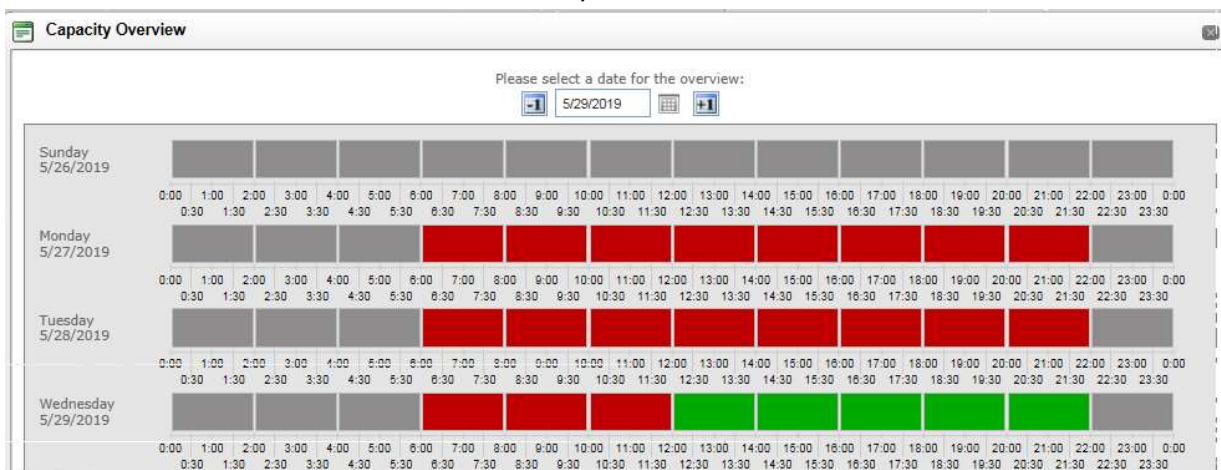 Capacity Overview
Please select a date for the overview:
-1 5/29/2019 +1
Sunday
5/26/2019
0:00 1:00 2:00 3:00 4:00 5:00 6:00 7:00 8:00 9:00 10:00 11:00 12:00 13:00 14:00 15:00 16:00 17:00 18:00 19:00 20:00 21:00 22:00 23:00 0:00
0:30 1:30 2:30 3:30 4:30 5:30 6:30 7:30 8:30 9:30 10:30 11:30 12:30 13:30 14:30 15:30 16:30 17:30 18:30 19:30 20:30 21:30 22:30 23:30
Monday
5/27/2019
0:00 1:00 2:00 3:00 4:00 5:00 6:00 7:00 8:00 9:00 10:00 11:00 12:00 13:00 14:00 15:00 16:00 17:00 18:00 19:00 20:00 21:00 22:00 23:00 0:00
0:30 1:30 2:30 3:30 4:30 5:30 6:30 7:30 8:30 9:30 10:30 11:30 12:30 13:30 14:30 15:30 16:30 17:30 18:30 19:30 20:30 21:30 22:30 23:30
Tuesday
5/28/2019
0:00 1:00 2:00 3:00 4:00 5:00 6:00 7:00 8:00 9:00 10:00 11:00 12:00 13:00 14:00 15:00 16:00 17:00 18:00 19:00 20:00 21:00 22:00 23:00 0:00
0:30 1:30 2:30 3:30 4:30 5:30 6:30 7:30 8:30 9:30 10:30 11:30 12:30 13:30 14:30 15:30 16:30 17:30 18:30 19:30 20:30 21:30 22:30 23:30
Wednesday
5/29/2019
0:00 1:00 2:00 3:00 4:00 5:00 6:00 7:00 8:00 9:00 10:00 11:00 12:00 13:00 14:00 15:00 16:00 17:00 18:00 19:00 20:00 21:00 22:00 23:00 0:00
0:30 1:30 2:30 3:30 4:30 5:30 6:30 7:30 8:30 9:30 10:30 11:30 12:30 13:30 14:30 15:30 16:30 17:30 18:30 19:30 20:30 21:30 22:30 23:30